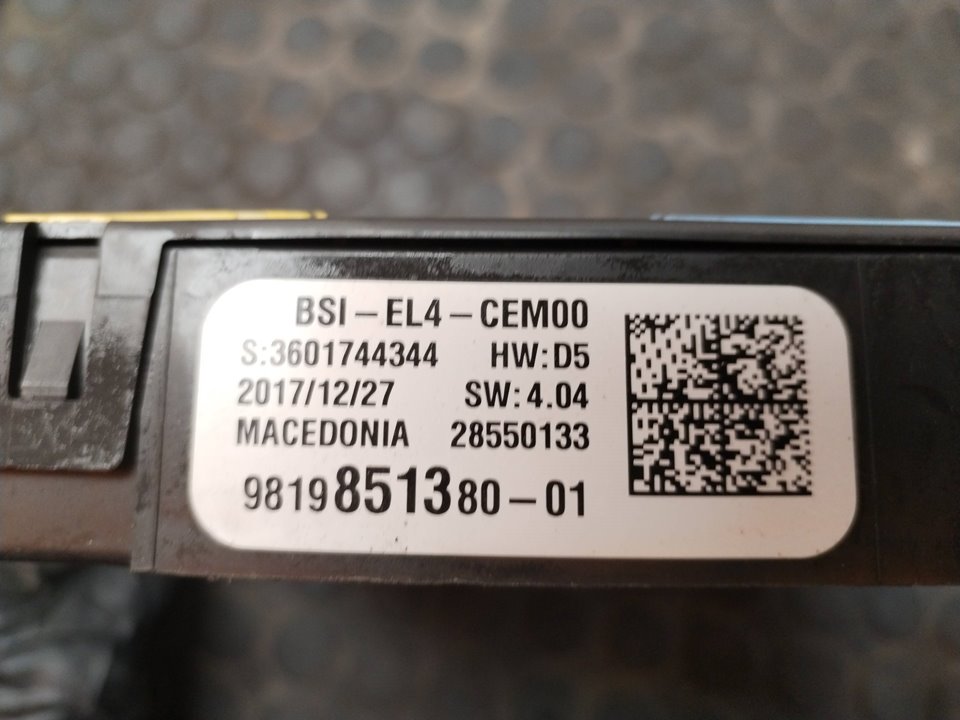 BSI-EL4-CEM00
S:3601744344 HW:D5
2017/12/27 SW:4.04
MACEDONIA 28550133
9819851380-01